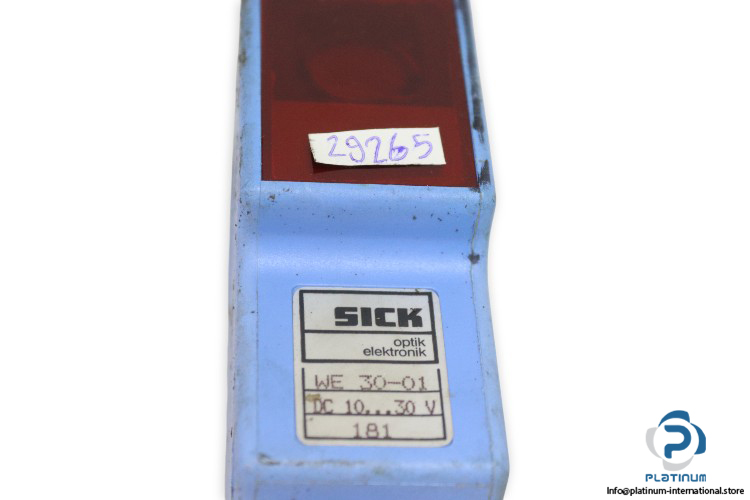 29265
SICK
optik
elektronik
WE 30-01
DC 10...30 V
181
PLATINUM
Info@platinum-international.store